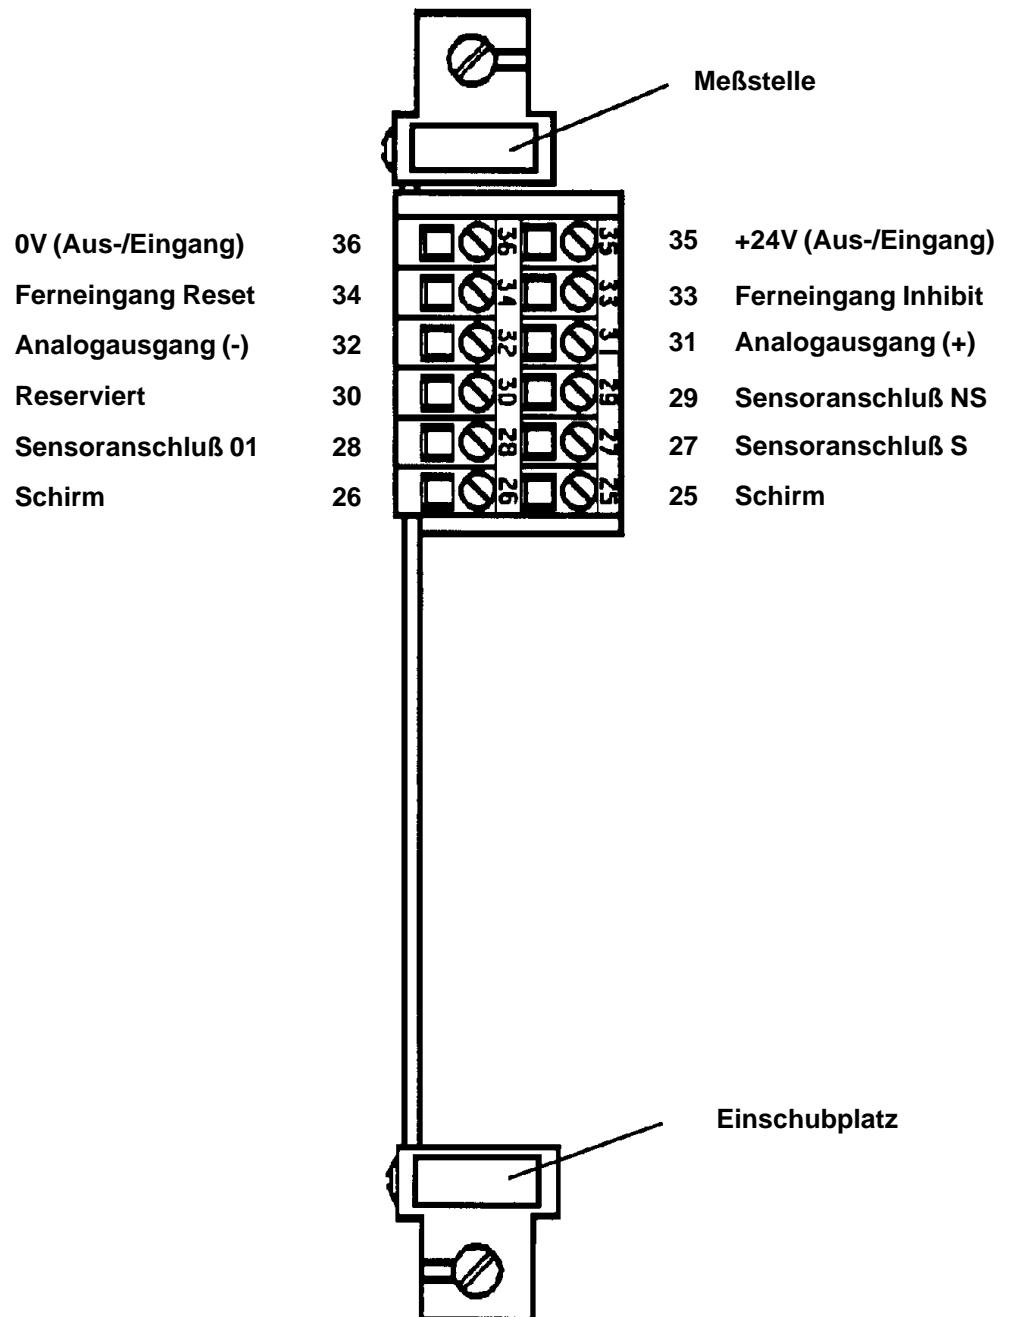 Meßstelle
0V (Aus-/Eingang) 36 36 35 35 +24V (Aus-/Eingang)
Ferneingang Reset 34 34 33 33 Ferneingang Inhibit
Analogausgang (-) 32 32 31 31 Analogausgang (+)
Reserviert 30 30 29 29 Sensoranschluß NS
Sensoranschluß 01 28 28 27 27 Sensoranschluß S
Schirm 26 26 25 25 Schirm
Einschubplatz